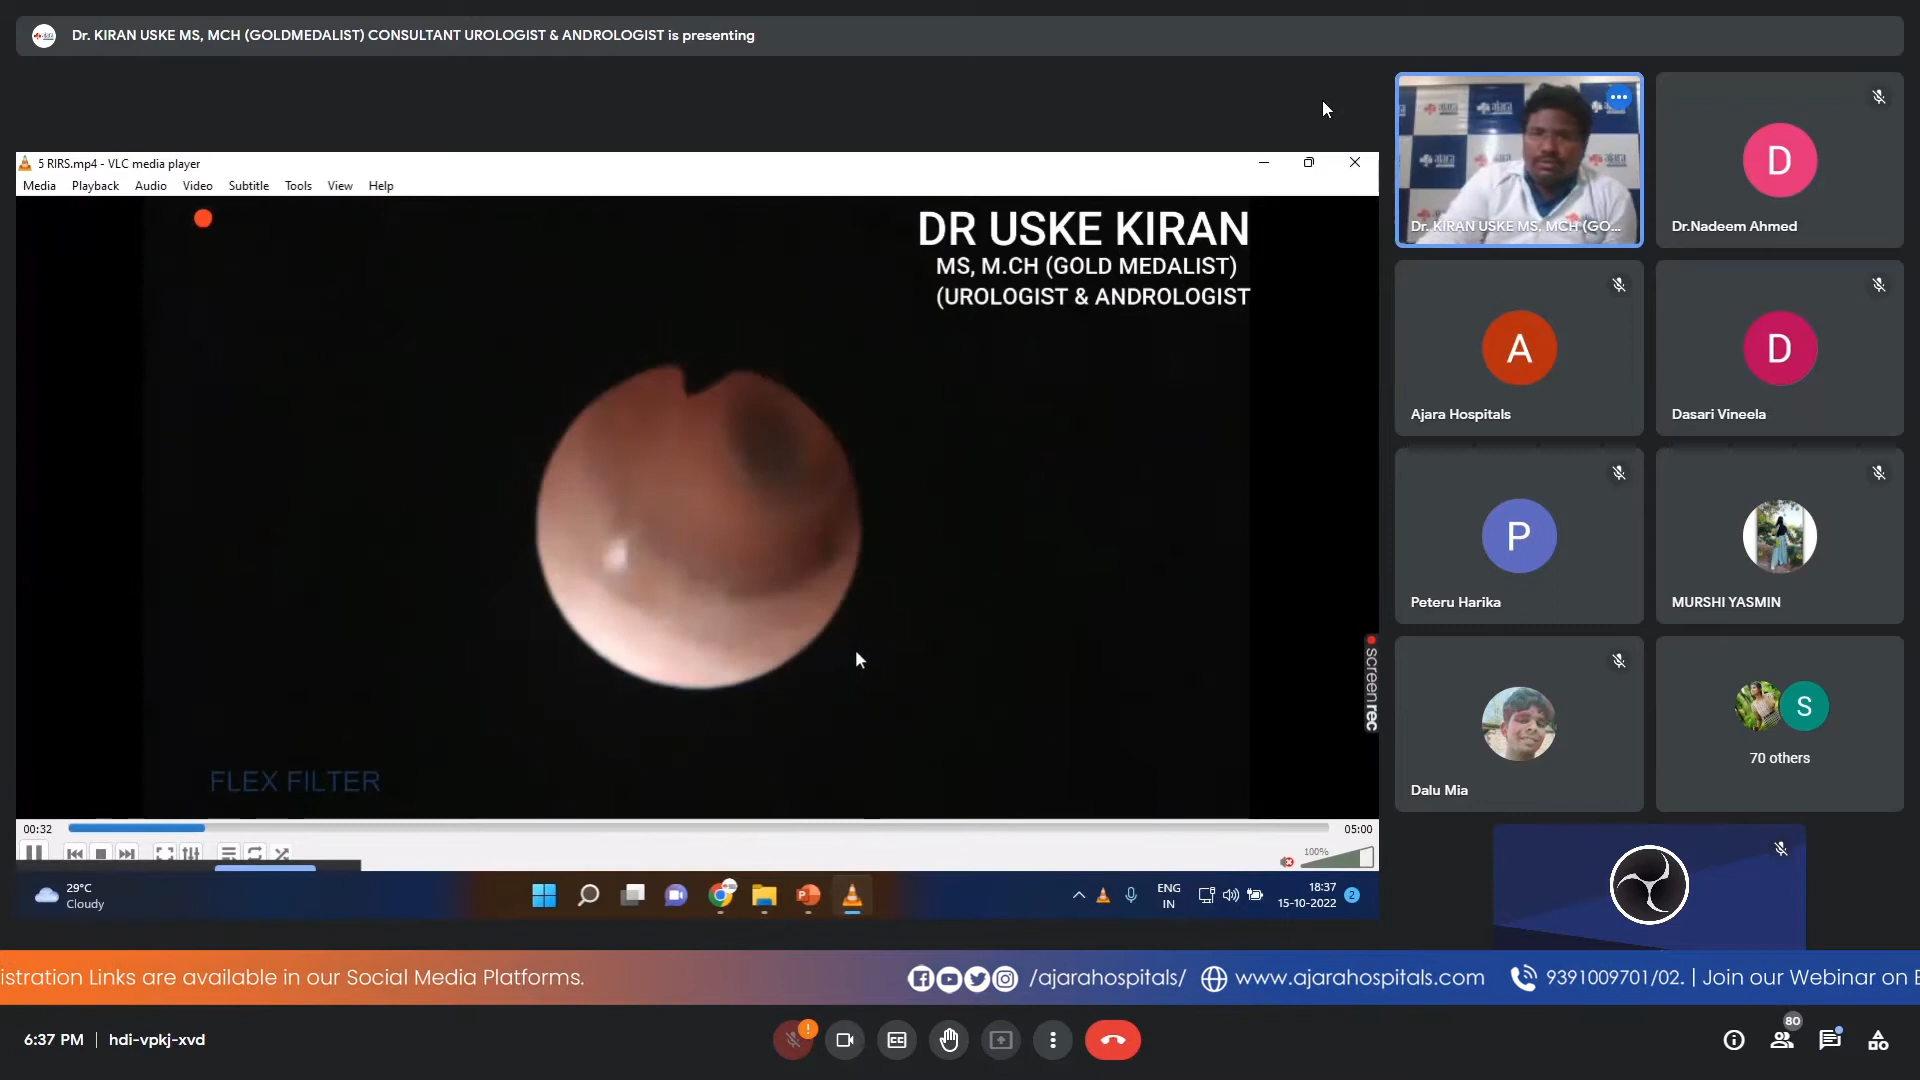 Dr. KIRAN USKE MS, MCH (GOLDMEDALIST) CONSULTANT UROLOGIST & ANDROLOGIST is presenting
5 RIRS.mp4 - VLC media player
Media Playback Audio Video Subtitle Tools View Help
DR USKE KIRAN
MS, M.CH (GOLD MEDALIST)
(UROLOGIST & ANDROLOGIST
FLEX FILTER
screenrec
00:32
05:00
100%
29°C
Cloudy
ENG
IN
18:37
15-10-2022
2
Dr. KIRAN USKE MS, MCH (GO...
D
Dr.Nadeem Ahmed
A
Ajara Hospitals
D
Dasari Vineela
P
Peteru Harika
MURSHI YASMIN
Dalu Mia
S
70 others
istration Links are available in our Social Media Platforms.
/ajarahospitals/
www.ajarahospitals.com
9391009701/02. | Join our Webinar on
6:37 PM | hdi-vpkj-xvd
80